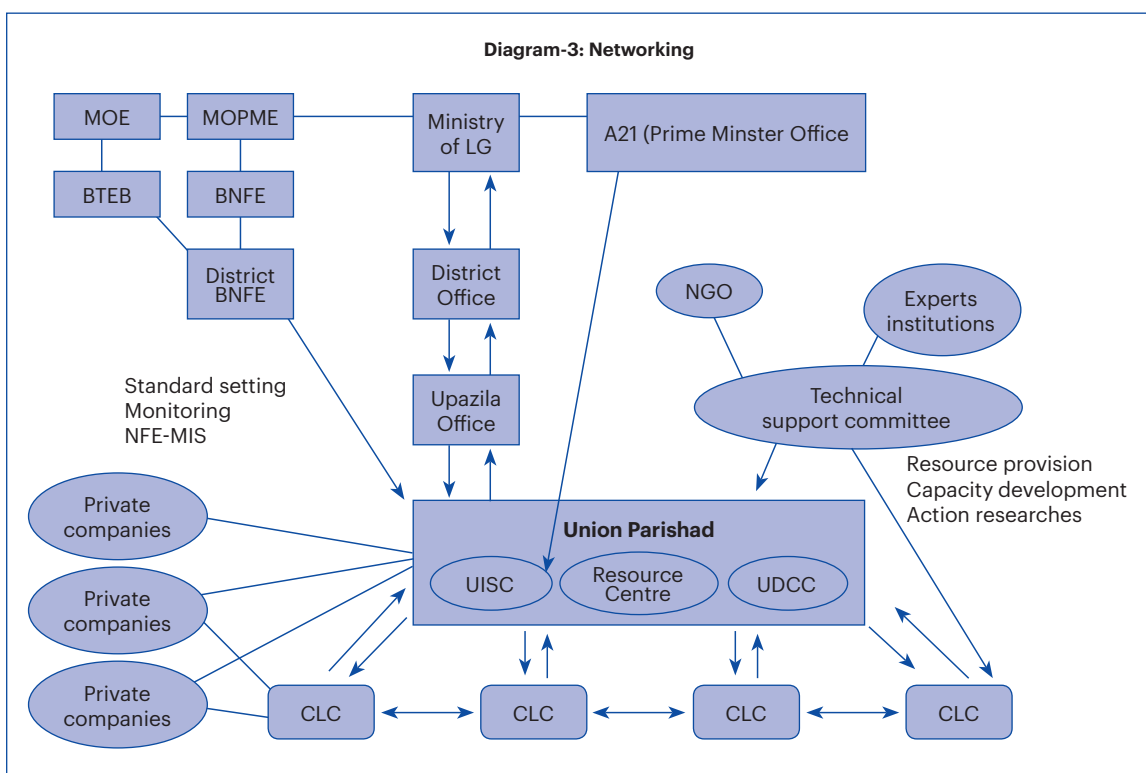 Diagram-3: Networking
MOE
MOPME
Ministry
of LG
A21 (Prime Minster Office
BTEB
BNFE
District
BNFE
District
Office
NGO
Experts
institutions
Standard setting
Monitoring
NFE-MIS
Upazila
Office
Technical
support committee
Resource provision
Capacity development
Action researches
Private
companies
Private
companies
Private
companies
Union Parishad
UISC
Resource
Centre
UDCC
CLC
CLC
CLC
CLC